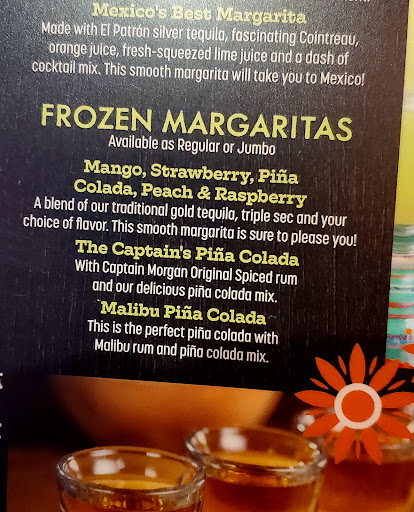 Mexico's Best Margarita
Made with El Patrón silver tequila, fascinating Cointreau,
orange juice, fresh-squeezed lime juice and a dash of
cocktail mix. This smooth margarita will take you to Mexico!
FROZEN MARGARITAS
Available as Regular or Jumbo
Mango, Strawberry, Piña
Colada, Peach & Raspberry
A blend of our traditional gold tequila, triple sec and your
choice of flavor. This smooth margarita is sure to please you!
The Captain's Piña Colada
With Captain Morgan Original Spiced rum
and our delicious piña colada mix.
Malibu Piña Colada
This is the perfect piña colada with
Malibu rum and piña colada mix.